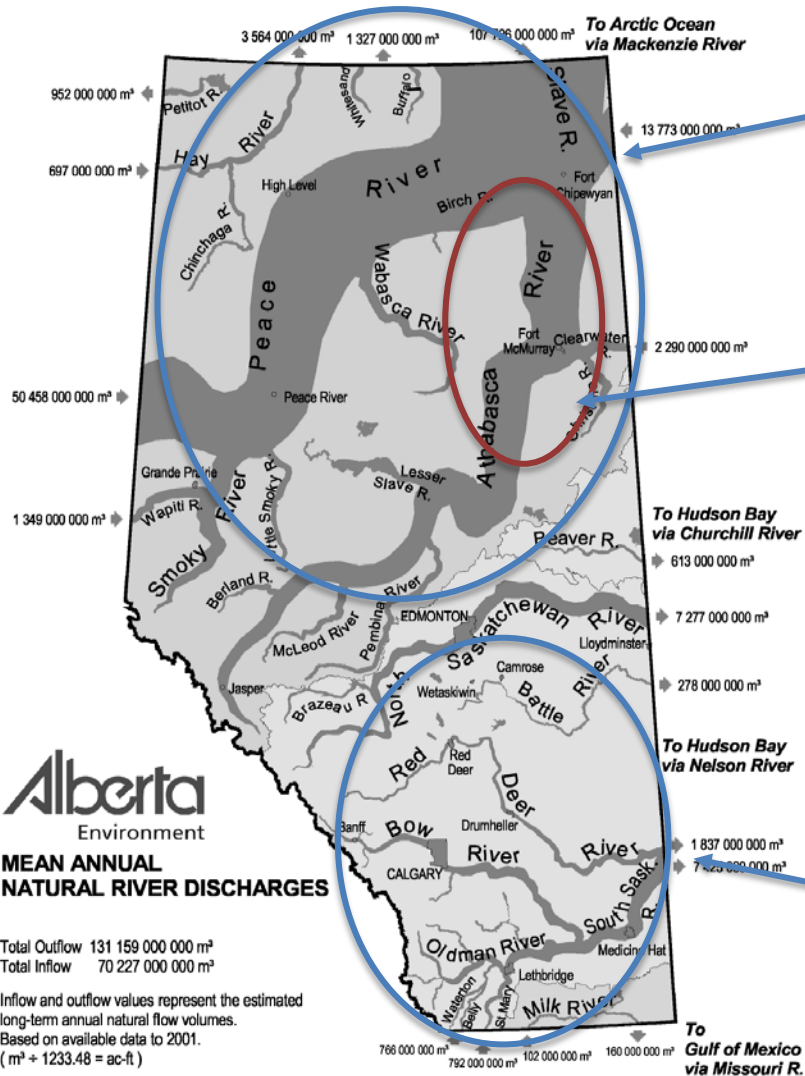 3 564 000 000 m³
1 327 000 000 m³
107 796 000 000 m³
To Arctic Ocean
via Mackenzie River
952 000 000 m³
Petitot R.
Whitesand
Buffalo
Slave R.
13 773 000 000 m³
Hay River
697 000 000 m³
High Level
River
Birch R.
Fort
Chipewyan
Chinchaga R.
Wabasca River
River
Peace
Fort
McMurray
Clearwater
R.
2 290 000 000 m³
50 458 000 000 m³
Peace River
Athabasca
Lesser
Slave R.
Grande Prairie
Wapiti R.
River
Little Smoky R.
1 349 000 000 m³
Smoky
To Hudson Bay
via Churchill River
Beaver R.
613 000 000 m³
Berland R.
Pembina River
McLeod River
EDMONTON
Saskatchewan
River
7 277 000 000 m³
Lloydminster
Jasper
Brazeau R
North
Wetaskiwin
Camrose
Battle
River
278 000 000 m³
To Hudson Bay
via Nelson River
Red
Red
Deer
Deer
Alberta
Environment
Banff
Bow
Drumheller
River
River
1 837 000 000 m³
CALGARY
MEAN ANNUAL
NATURAL RIVER DISCHARGES
South Sask.
R.
Medicine Hat
Total Outflow 131 159 000 000 m³
Total Inflow 70 227 000 000 m³
Oldman River
Lethbridge
Waterton
Belly
St.Mary
Milk River
Inflow and outflow values represent the estimated
long-term annual natural flow volumes.
Based on available data to 2001.
( m³ ÷ 1233.48 = ac-ft )
766 000 000 m³
792 000 000 m³
102 000 000 m³
160 000 000 m³
To
Gulf of Mexico
via Missouri R.